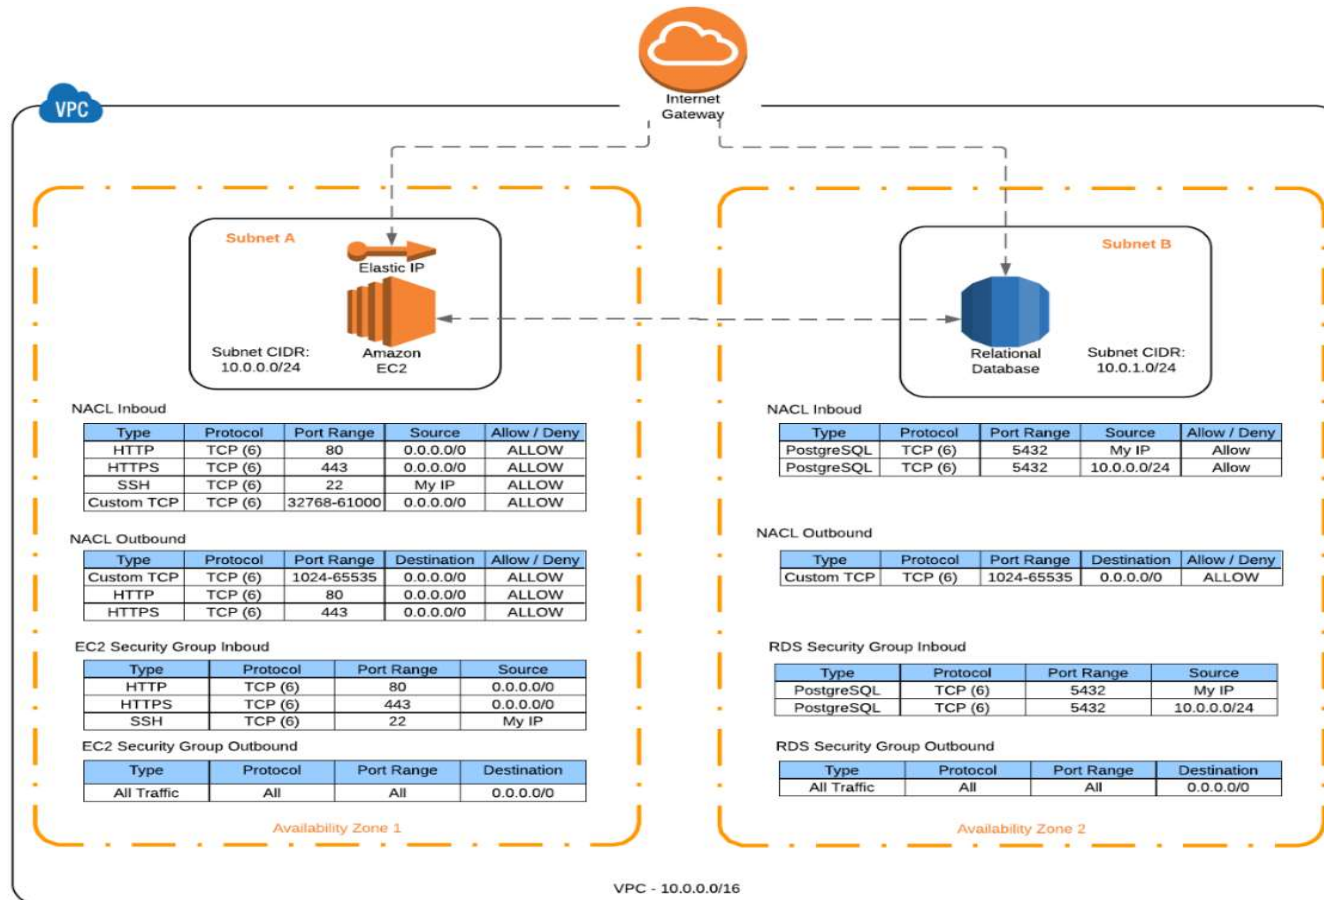 Internet
Gateway
VPC
Subnet A
Elastic IP
Subnet CIDR:
10.0.0.0/24
Amazon
EC2
NACL Inboud
Type Protocol Port Range Source Allow / Deny
HTTP TCP (6) 80 0.0.0.0/0 ALLOW
HTTPS TCP (6) 443 0.0.0.0/0 ALLOW
SSH TCP (6) 22 My IP ALLOW
Custom TCP TCP (6) 32768-61000 0.0.0.0/0 ALLOW
NACL Outbound
Type Protocol Port Range Destination Allow / Deny
Custom TCP TCP (6) 1024-65535 0.0.0.0/0 ALLOW
HTTP TCP (6) 80 0.0.0.0/0 ALLOW
HTTPS TCP (6) 443 0.0.0.0/0 ALLOW
EC2 Security Group Inboud
Type Protocol Port Range Source
HTTP TCP (6) 80 0.0.0.0/0
HTTPS TCP (6) 443 0.0.0.0/0
SSH TCP (6) 22 My IP
EC2 Security Group Outbound
Type Protocol Port Range Destination
All Traffic All All 0.0.0.0/0
Availability Zone 1
Subnet B
Relational
Database
Subnet CIDR:
10.0.1.0/24
NACL Inboud
Type Protocol Port Range Source Allow / Deny
PostgreSQL TCP (6) 5432 My IP Allow
PostgreSQL TCP (6) 5432 10.0.0.0/24 Allow
NACL Outbound
Type Protocol Port Range Destination Allow / Deny
Custom TCP TCP (6) 1024-65535 0.0.0.0/0 ALLOW
RDS Security Group Inboud
Type Protocol Port Range Source
PostgreSQL TCP (6) 5432 My IP
PostgreSQL TCP (6) 5432 10.0.0.0/24
RDS Security Group Outbound
Type Protocol Port Range Destination
All Traffic All All 0.0.0.0/0
Availability Zone 2
VPC - 10.0.0.0/16